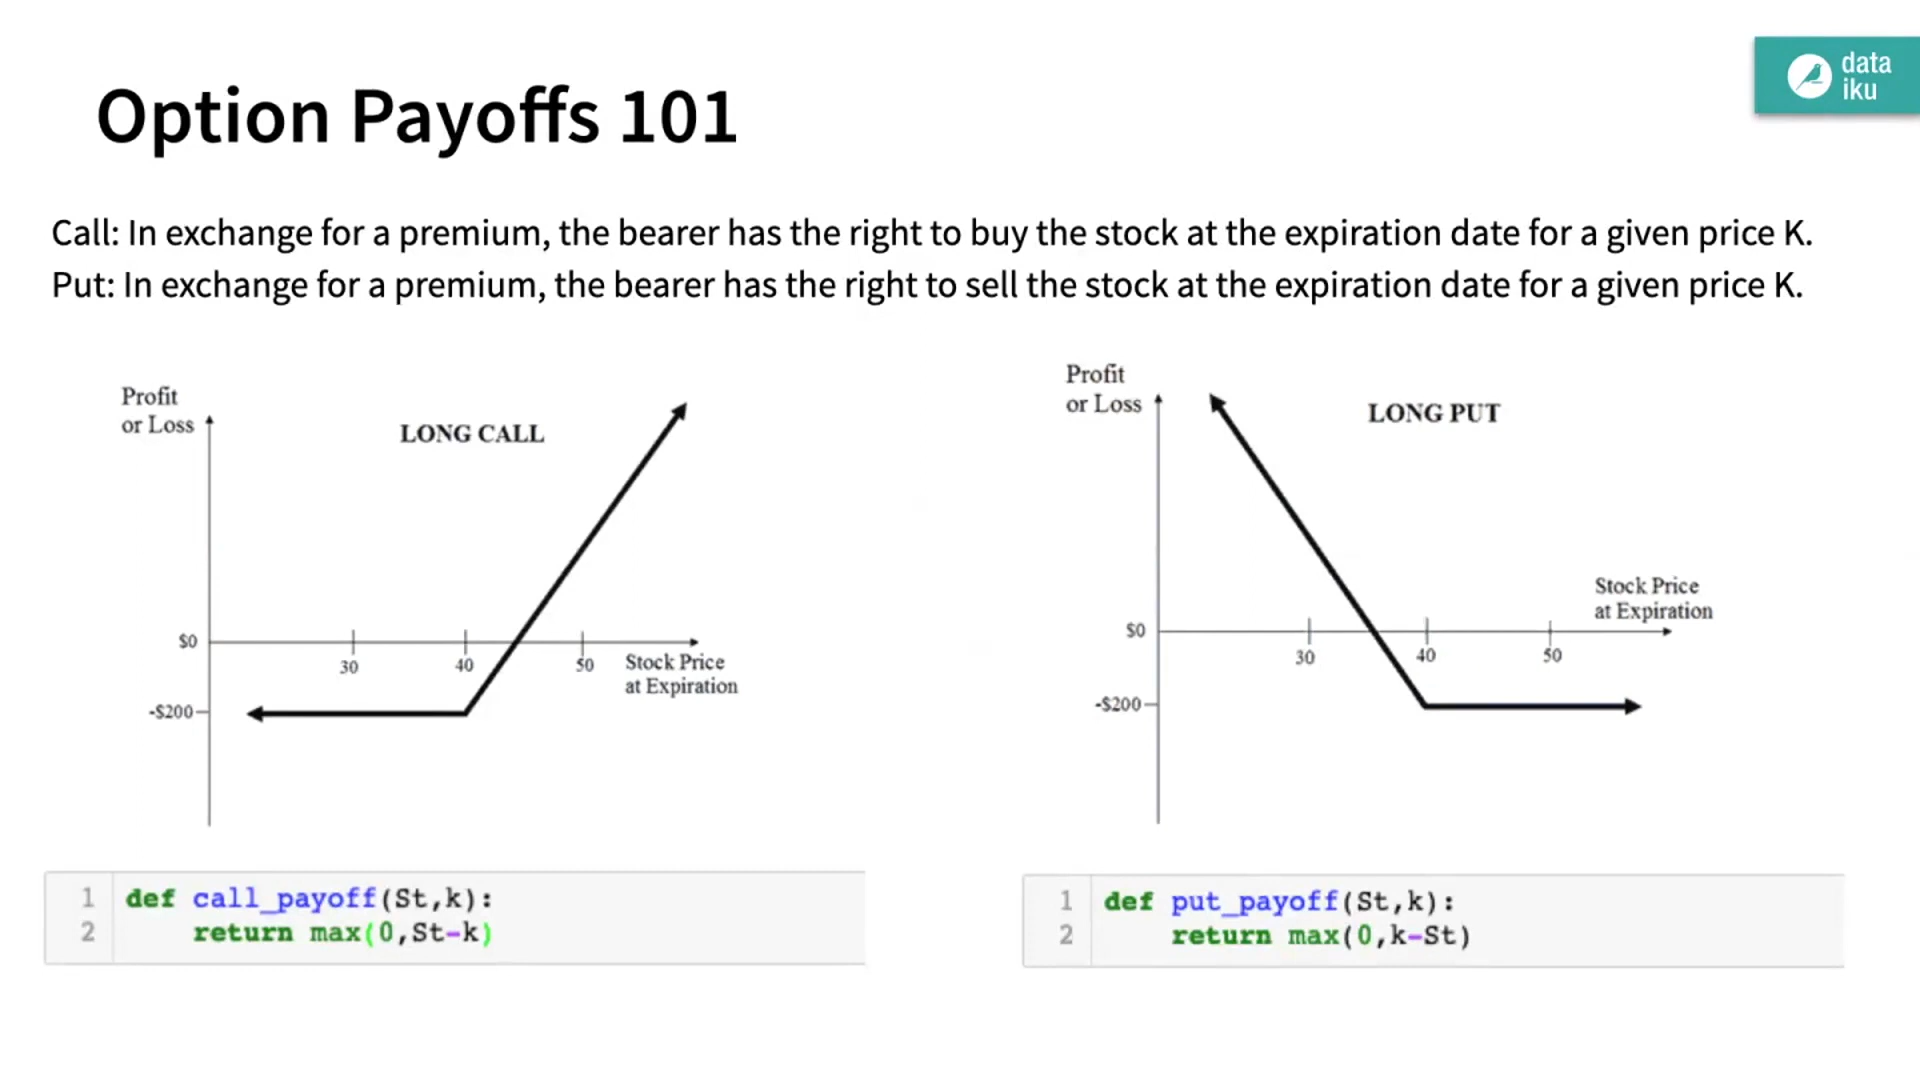 data
iku
Option Payoffs 101
Call: In exchange for a premium, the bearer has the right to buy the stock at the expiration date for a given price K.
Put: In exchange for a premium, the bearer has the right to sell the stock at the expiration date for a given price K.
Profit
or Loss
LONG CALL
$0
30
40
50
Stock Price
at Expiration
-$200
Profit
or Loss
LONG PUT
Stock Price
at Expiration
$0
30
40
50
-$200
1 def call_payoff(St,k):
2     return max(0,St-k)
1 def put_payoff(St,k):
2     return max(0,k-St)